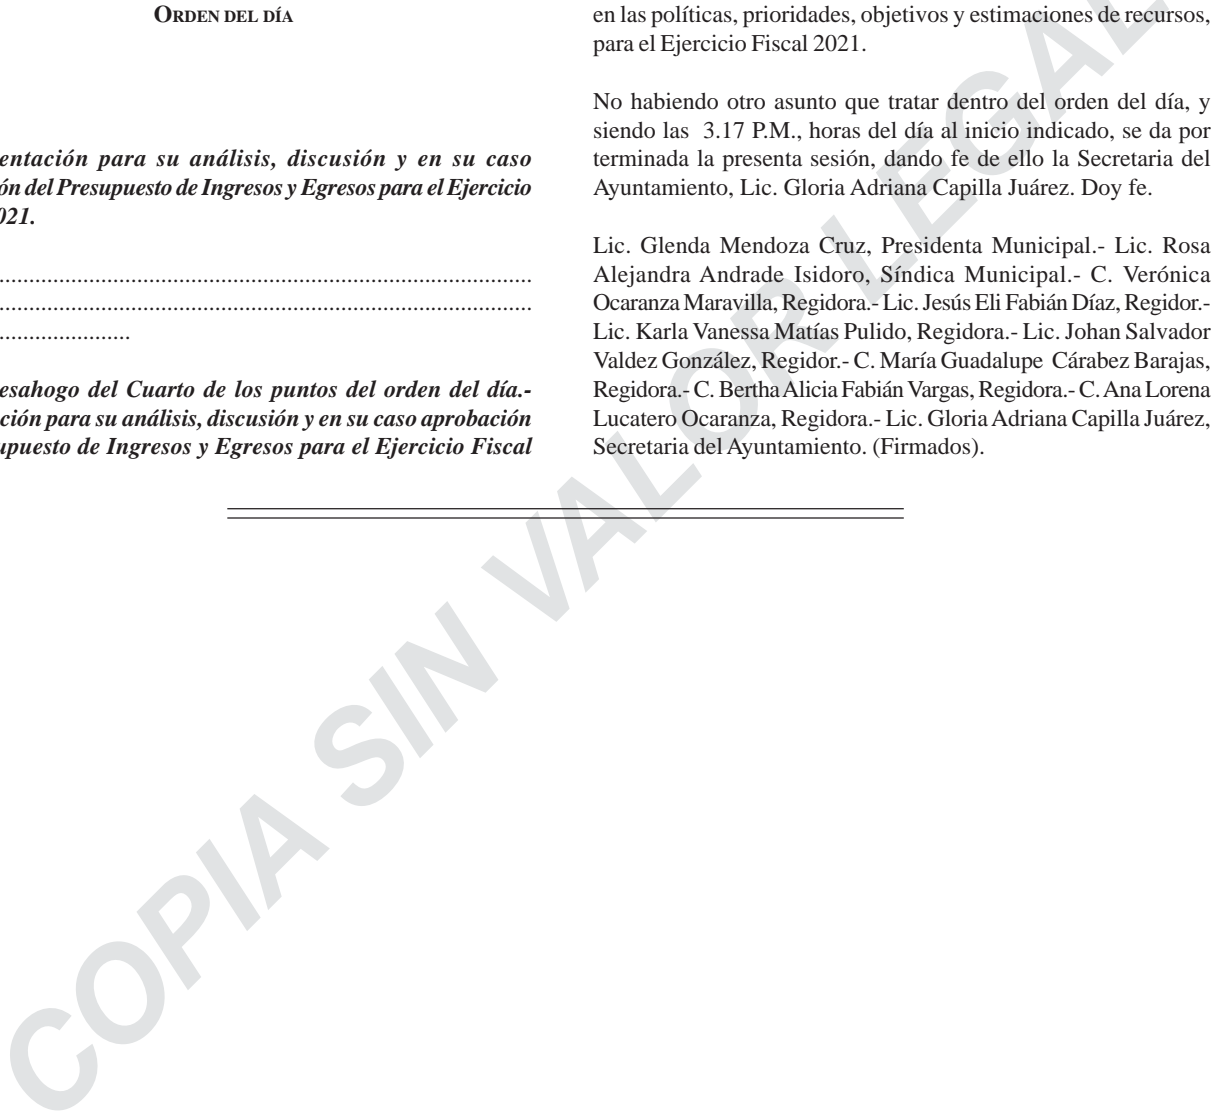 ORDEN DEL DÍA
entación para su análisis, discusión y en su caso
ón del Presupuesto de Ingresos y Egresos para el Ejercicio
021.
..........................................................................................
..........................................................................................
......................
esahogo del Cuarto de los puntos del orden del día.-
ción para su análisis, discusión y en su caso aprobación
upuesto de Ingresos y Egresos para el Ejercicio Fiscal
en las políticas, prioridades, objetivos y estimaciones de recursos,
para el Ejercicio Fiscal 2021.
No habiendo otro asunto que tratar dentro del orden del día, y
siendo las 3.17 P.M., horas del día al inicio indicado, se da por
terminada la presenta sesión, dando fe de ello la Secretaria del
Ayuntamiento, Lic. Gloria Adriana Capilla Juárez. Doy fe.
Lic. Glenda Mendoza Cruz, Presidenta Municipal.- Lic. Rosa
Alejandra Andrade Isidoro, Síndica Municipal.- C. Verónica
Ocaranza Maravilla, Regidora.- Lic. Jesús Eli Fabián Díaz, Regidor.-
Lic. Karla Vanessa Matías Pulido, Regidora.- Lic. Johan Salvador
Valdez González, Regidor.- C. María Guadalupe Cárabez Barajas,
Regidora.- C. Bertha Alicia Fabián Vargas, Regidora.- C. Ana Lorena
Lucatero Ocaranza, Regidora.- Lic. Gloria Adriana Capilla Juárez,
Secretaria del Ayuntamiento. (Firmados).
COPIA SIN VALOR LEGAL